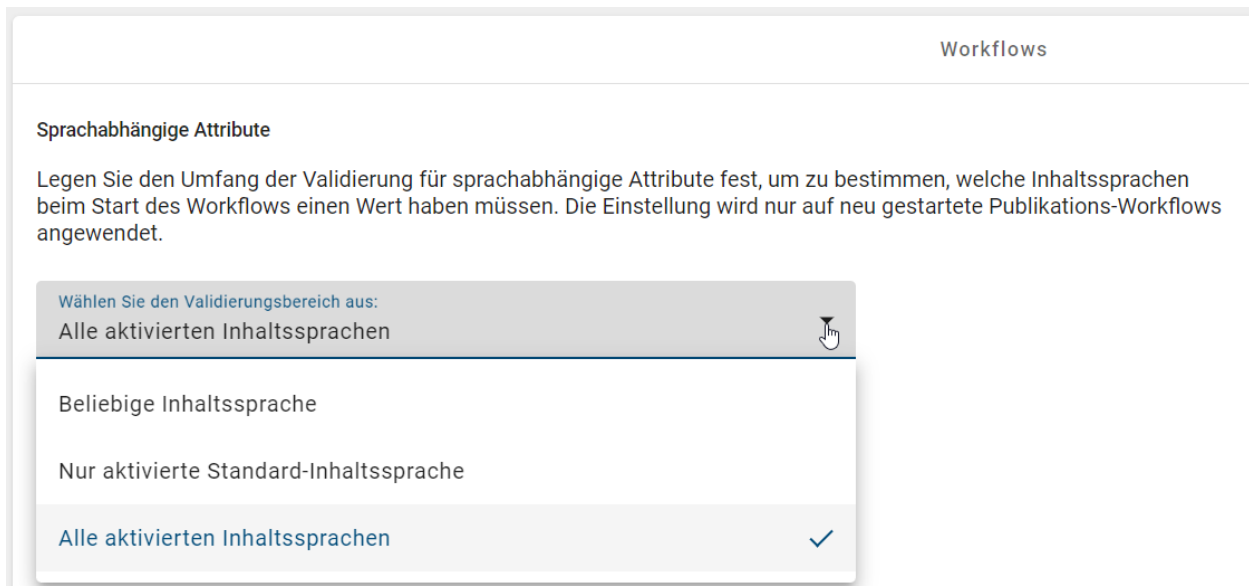 Workflows
Sprachabhängige Attribute
Legen Sie den Umfang der Validierung für sprachabhängige Attribute fest, um zu bestimmen, welche Inhaltssprachen
beim Start des Workflows einen Wert haben müssen. Die Einstellung wird nur auf neu gestartete Publikations-Workflows
angewendet.
Wählen Sie den Validierungsbereich aus:
Alle aktivierten Inhaltssprachen
Beliebige Inhaltssprache
Nur aktivierte Standard-Inhaltssprache
Alle aktivierten Inhaltssprachen